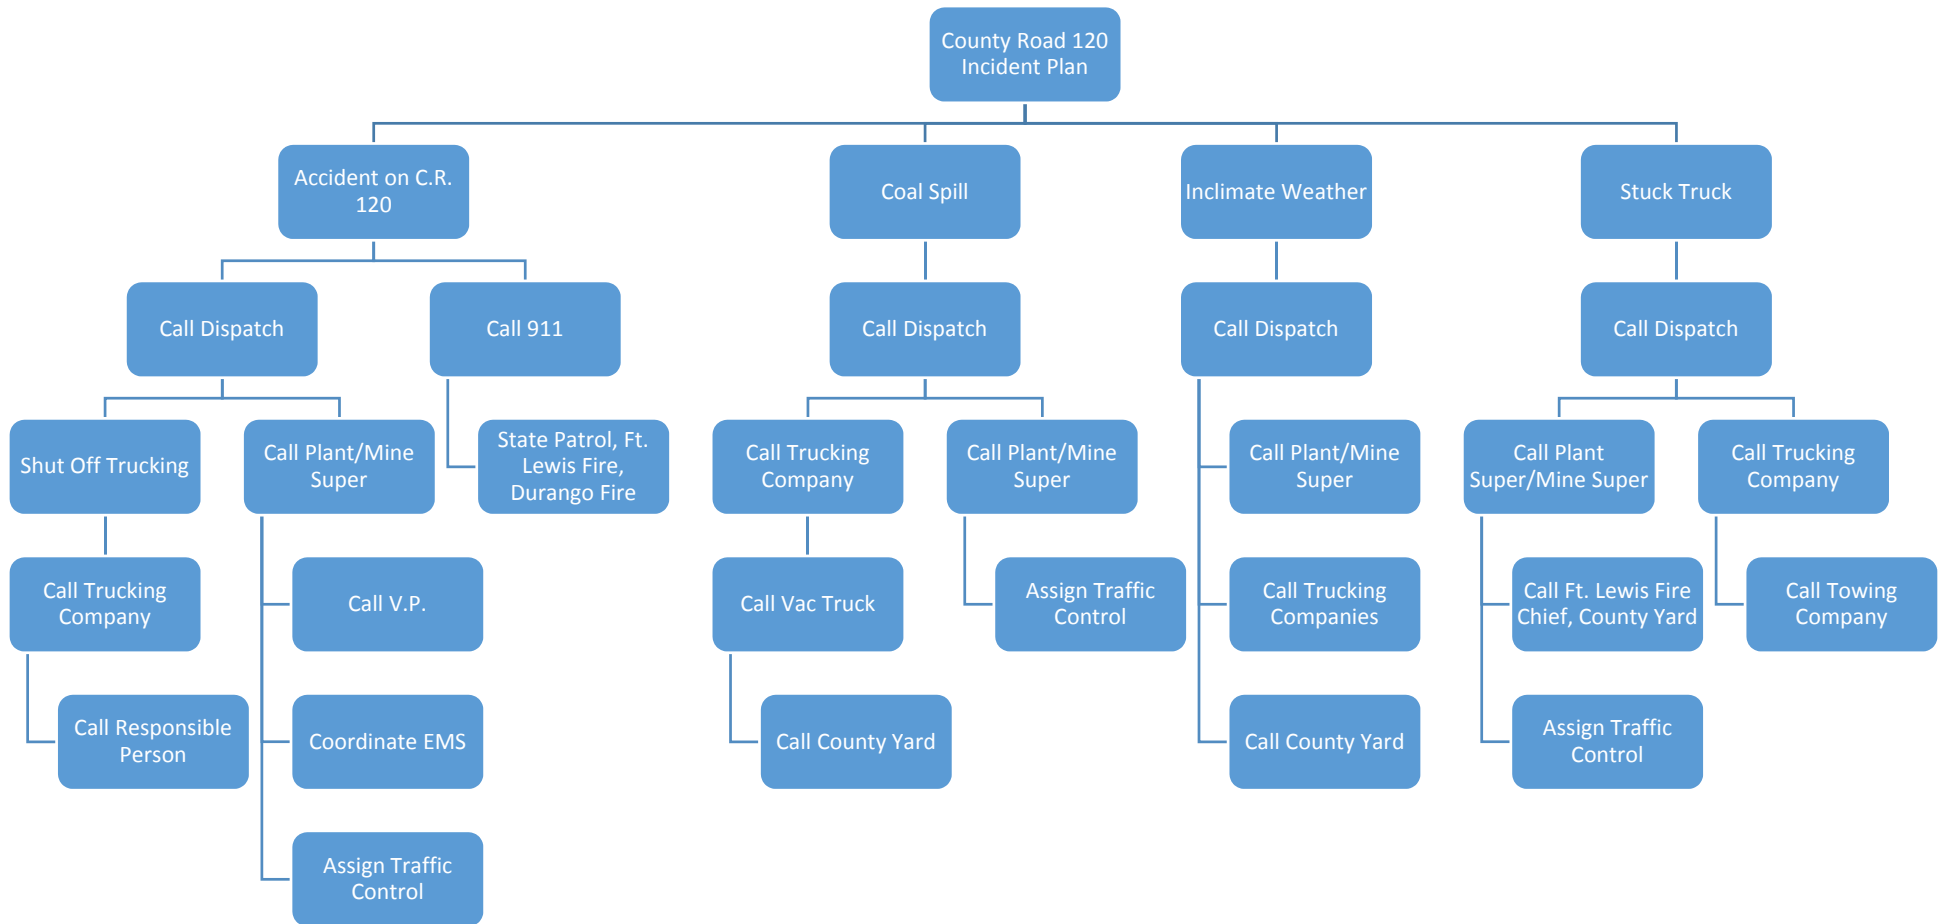 County Road 120
Incident Plan
Accident on C.R.
120
Coal Spill
Inclimate Weather
Stuck Truck
Call Dispatch
Call 911
Call Dispatch
Call Dispatch
Call Dispatch
Shut Off Trucking
Call Plant/Mine
Super
State Patrol, Ft.
Lewis Fire,
Durango Fire
Call Trucking
Company
Call Plant/Mine
Super
Call Plant/Mine
Super
Call Plant
Super/Mine Super
Call Trucking
Company
Call Trucking
Company
Call V.P.
Call Vac Truck
Assign Traffic
Control
Call Trucking
Companies
Call Ft. Lewis Fire
Chief, County Yard
Call Towing
Company
Call Responsible
Person
Coordinate EMS
Call County Yard
Call County Yard
Assign Traffic
Control
Assign Traffic
Control